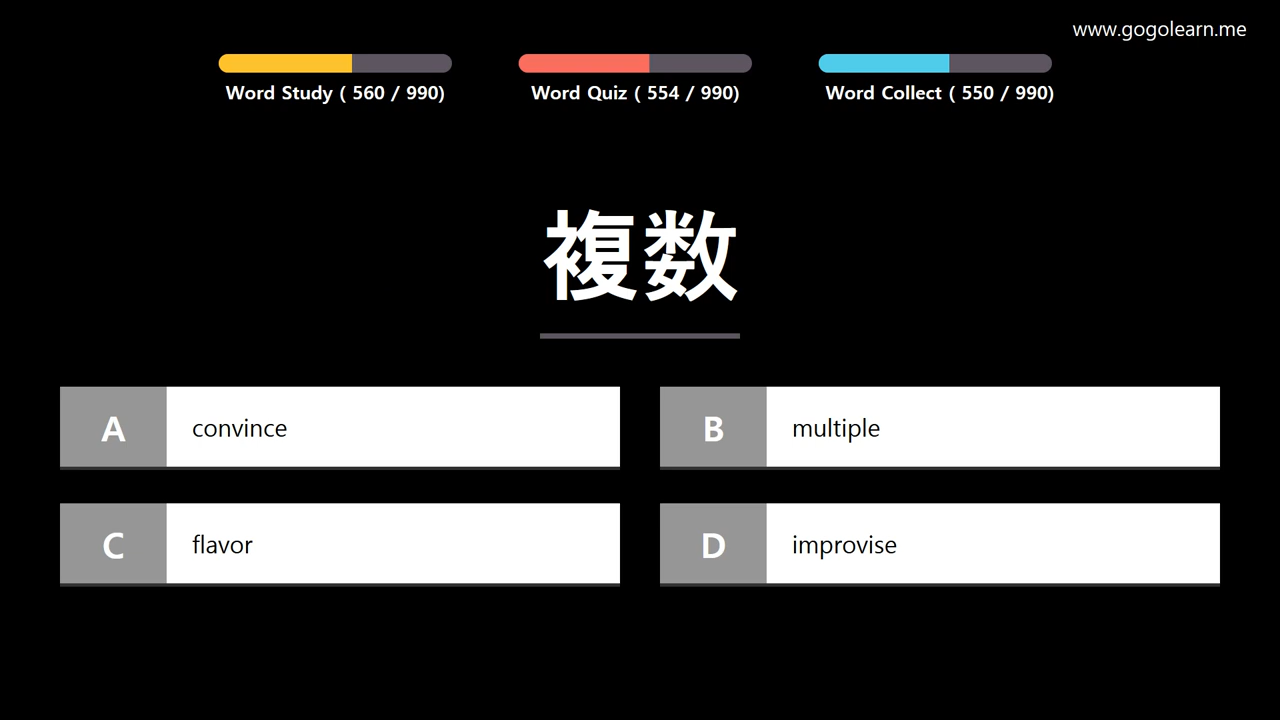 www.gogolearn.me
Word Study ( 560 / 990)
Word Quiz ( 554 / 990)
Word Collect ( 550 / 990)
複数
A convince
B multiple
C flavor
D improvise